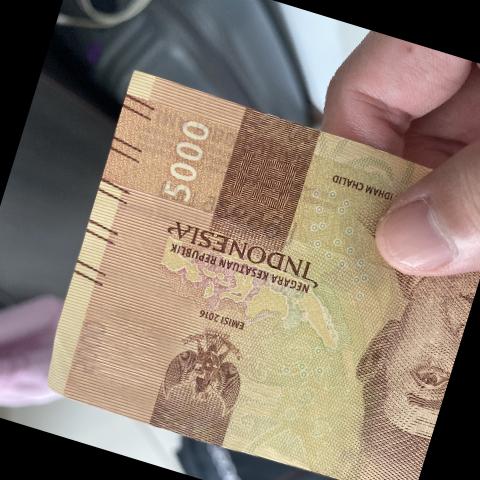 IDHAM CHALID
5000
NEGARA KESATUAN REPUBLIK
INDONESIA
EMISI 2016